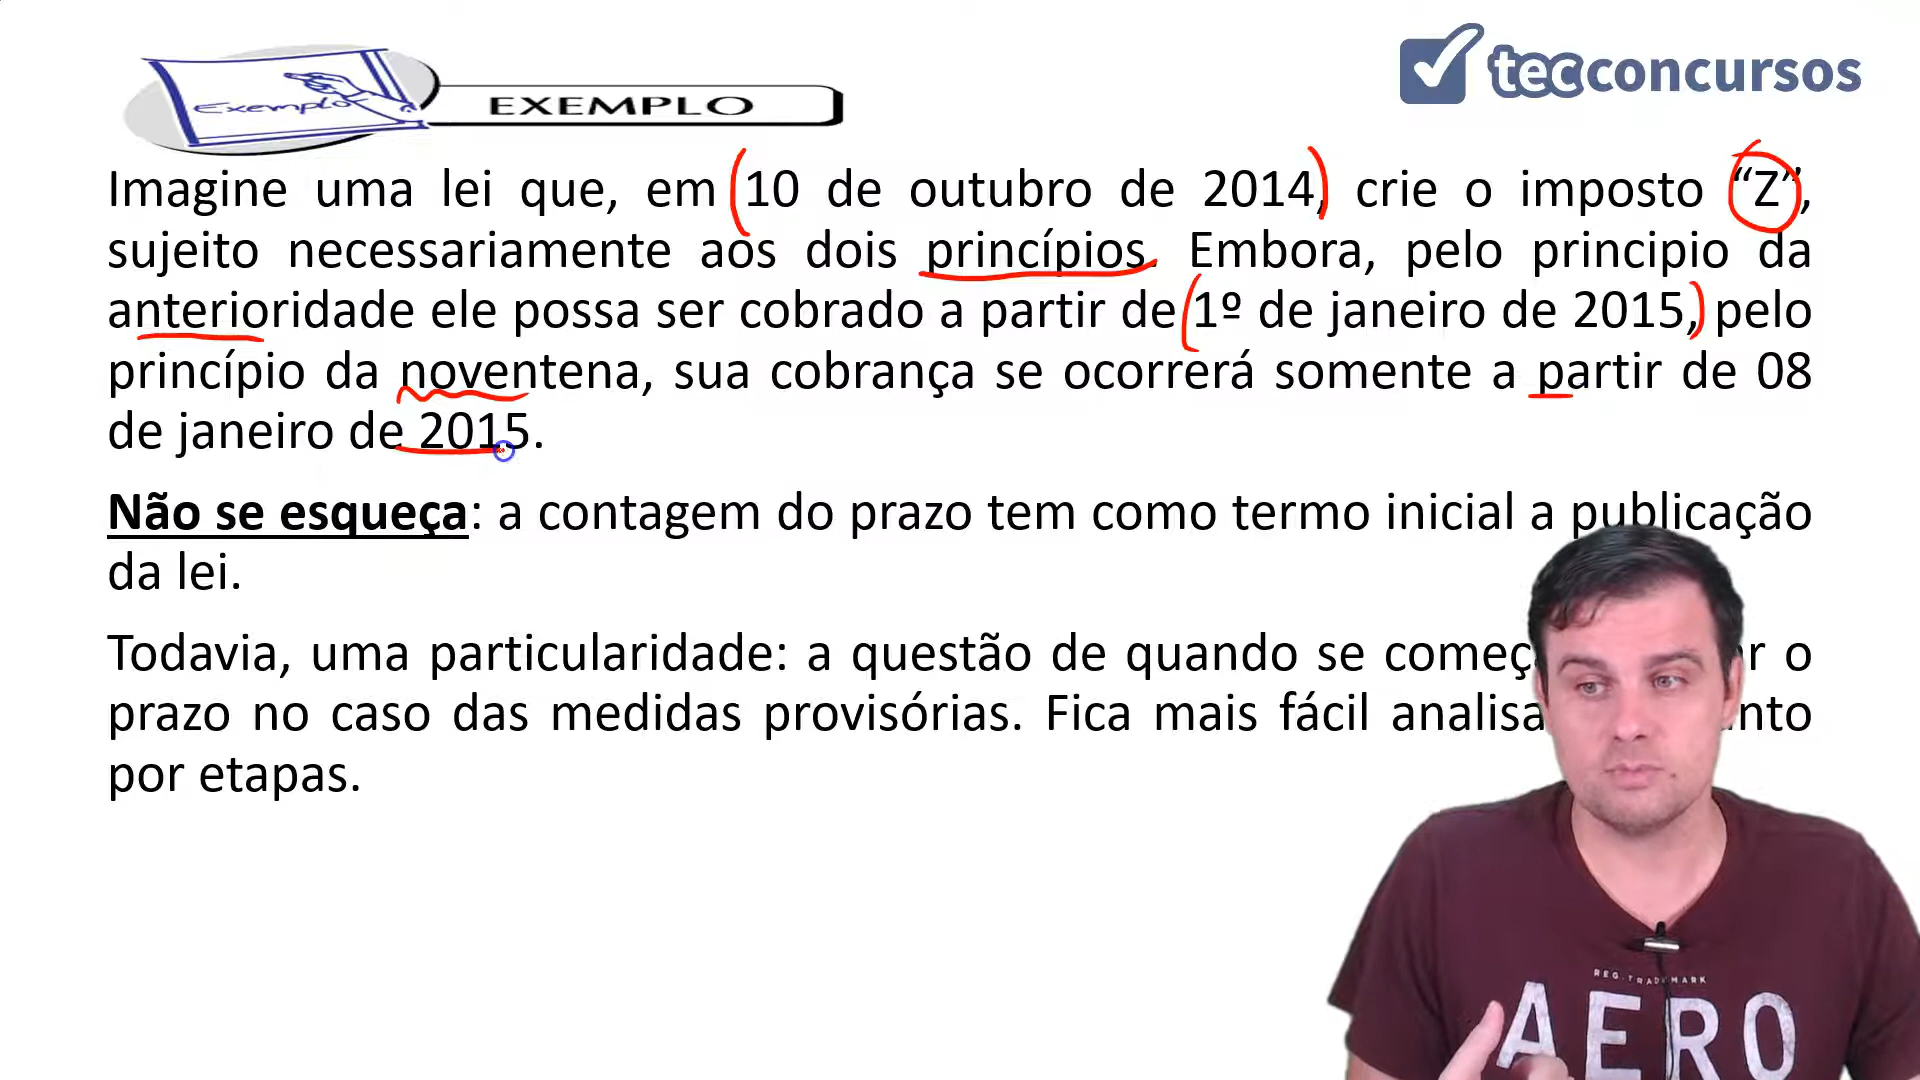 Exemplo
EXEMPLO
tecconcursos
Imagine uma lei que, em 10 de outubro de 2014, crie o imposto “Z”,
sujeito necessariamente aos dois princípios. Embora, pelo principio da
anterioridade ele possa ser cobrado a partir de 1º de janeiro de 2015, pelo
princípio da noventena, sua cobrança se ocorrerá somente a partir de 08
de janeiro de 2015.
Não se esqueça: a contagem do prazo tem como termo inicial a publicação
da lei.
Todavia, uma particularidade: a questão de quando se o
prazo no caso das medidas provisórias. Fica mais fácil
por etapas.
REG. TRADEMARK
AERO